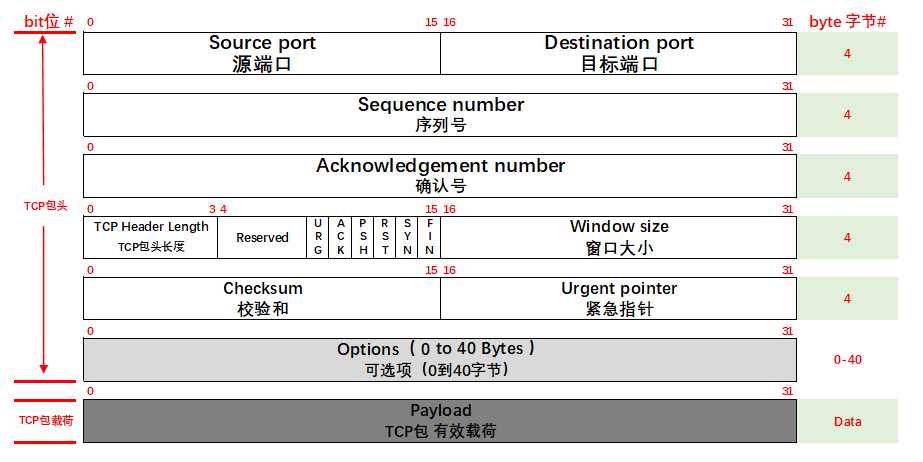 bit位 # 0 15 16 31 byte 字节#
Source port Destination port 4
源端口 目标端口
0 31
Sequence number 4
序列号
0 31
Acknowledgement number 4
确认号
TCP包头
0 3 4 15 16 31
TCP Header Length Reserved URG ACK PSH RST SYN FIN Window size 4
TCP包头长度 窗口大小
0 15 16 31
Checksum Urgent pointer 4
校验和 紧急指针
0 31
Options ( 0 to 40 Bytes ) 0-40
可选项（0到40字节）
0 31
Payload Data
TCP包载荷 TCP包 有效载荷